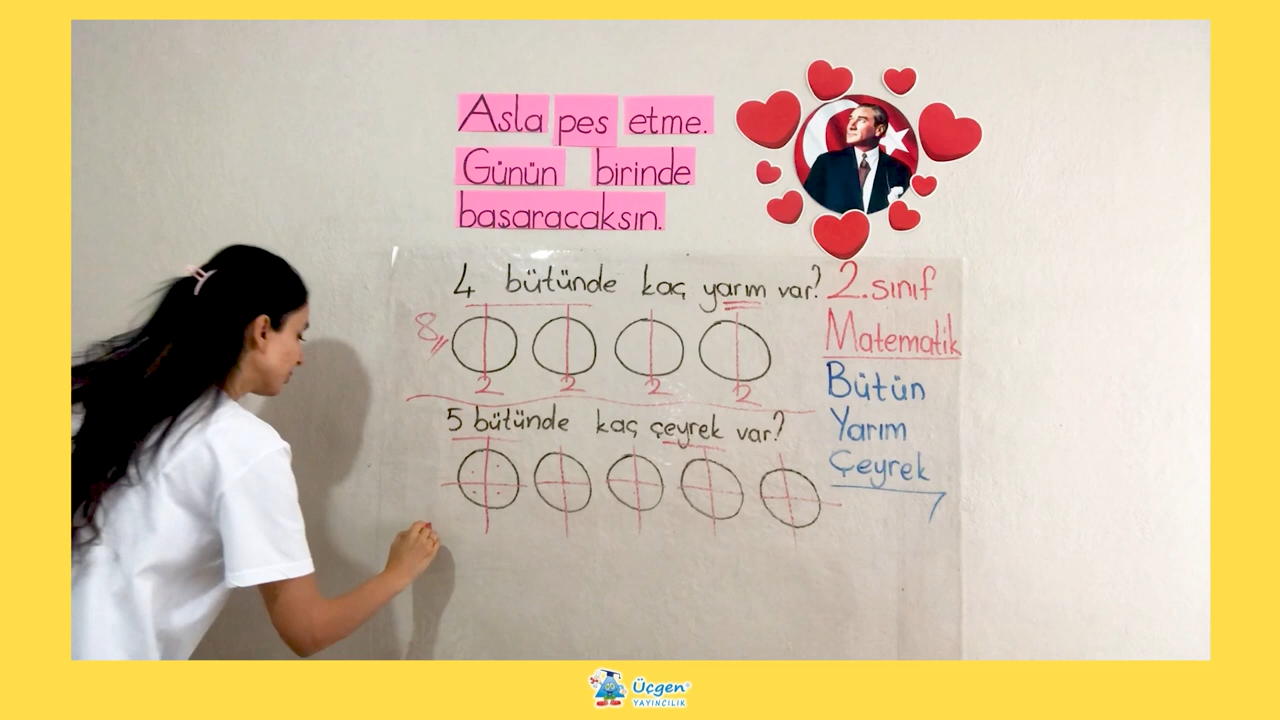 Asla pes etme.
Günün birinde
başaracaksın.
4 bütünde kaç yarım var?
8
2 2 2 2
5 bütünde kaç çeyrek var?
2.sınıf
Matematik
Bütün
Yarım
Çeyrek
Üçgen
YAYINCILIK